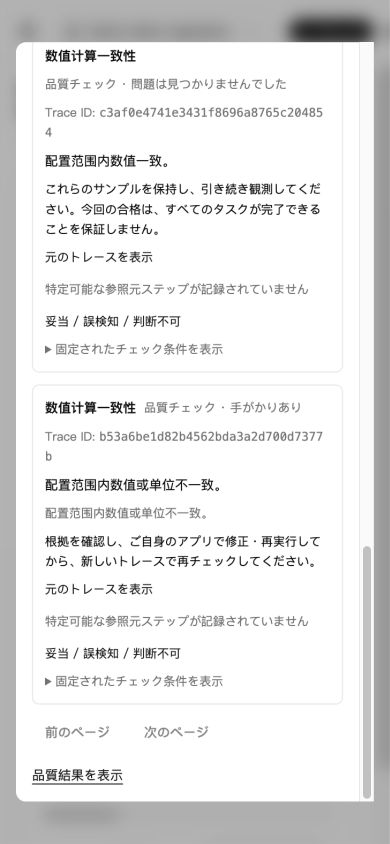 数值计算一致性
品質チェック · 問題は見つかりませんでした
Trace ID: c3af0e4741e3431f8696a8765c20485
4
配置范围内数值一致。
これらのサンプルを保持し、引き続き観測してくだ
さい。今回の合格は、すべてのタスクが完了できる
ことを保証しません。
元のトレースを表示
特定可能な参照元ステップが記録されていません
妥当 / 誤検知 / 判断不可
▶ 固定されたチェック条件を表示
数值计算一致性 品質チェック · 手がかりあり
Trace ID: b53a6be1d82b4562bda3a2d700d7377
b
配置范围内数值或单位不一致。
配置范围内数值或单位不一致。
根拠を確認し、ご自身のアプリで修正・再実行して
から、新しいトレースで再チェックしてください。
元のトレースを表示
特定可能な参照元ステップが記録されていません
妥当 / 誤検知 / 判断不可
▶ 固定されたチェック条件を表示
前のページ 次のページ
品質結果を表示